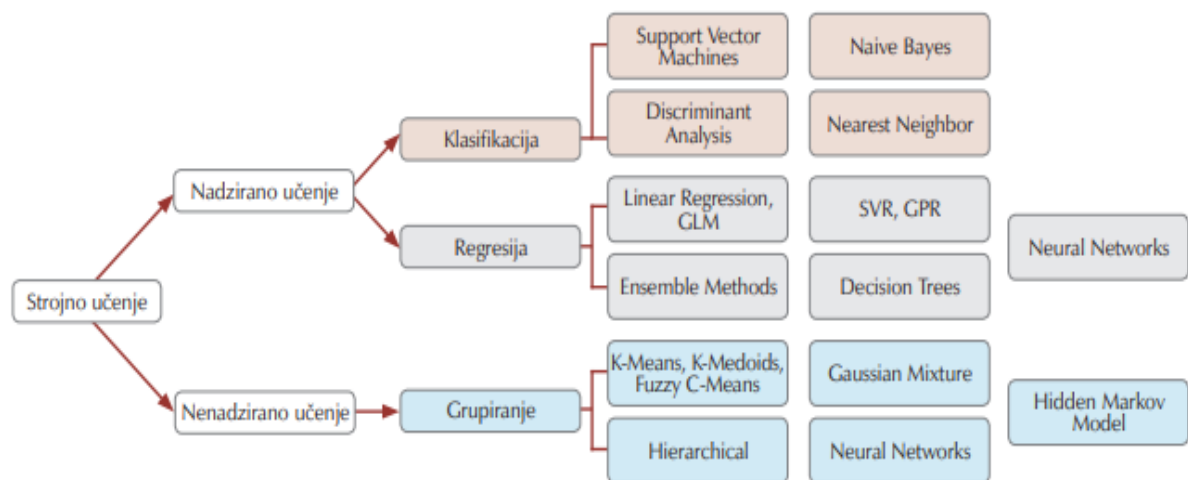 Support Vector
Machines
Naive Bayes
Discriminant
Analysis
Nearest Neighbor
Klasifikacija
Nadzirano učenje
Linear Regression,
GLM
SVR, GPR
Regresija
Neural Networks
Ensemble Methods
Decision Trees
Strojno učenje
K-Means, K-Medoids,
Fuzzy C-Means
Gaussian Mixture
Nenadzirano učenje
Grupiranje
Hidden Markov
Model
Hierarchical
Neural Networks